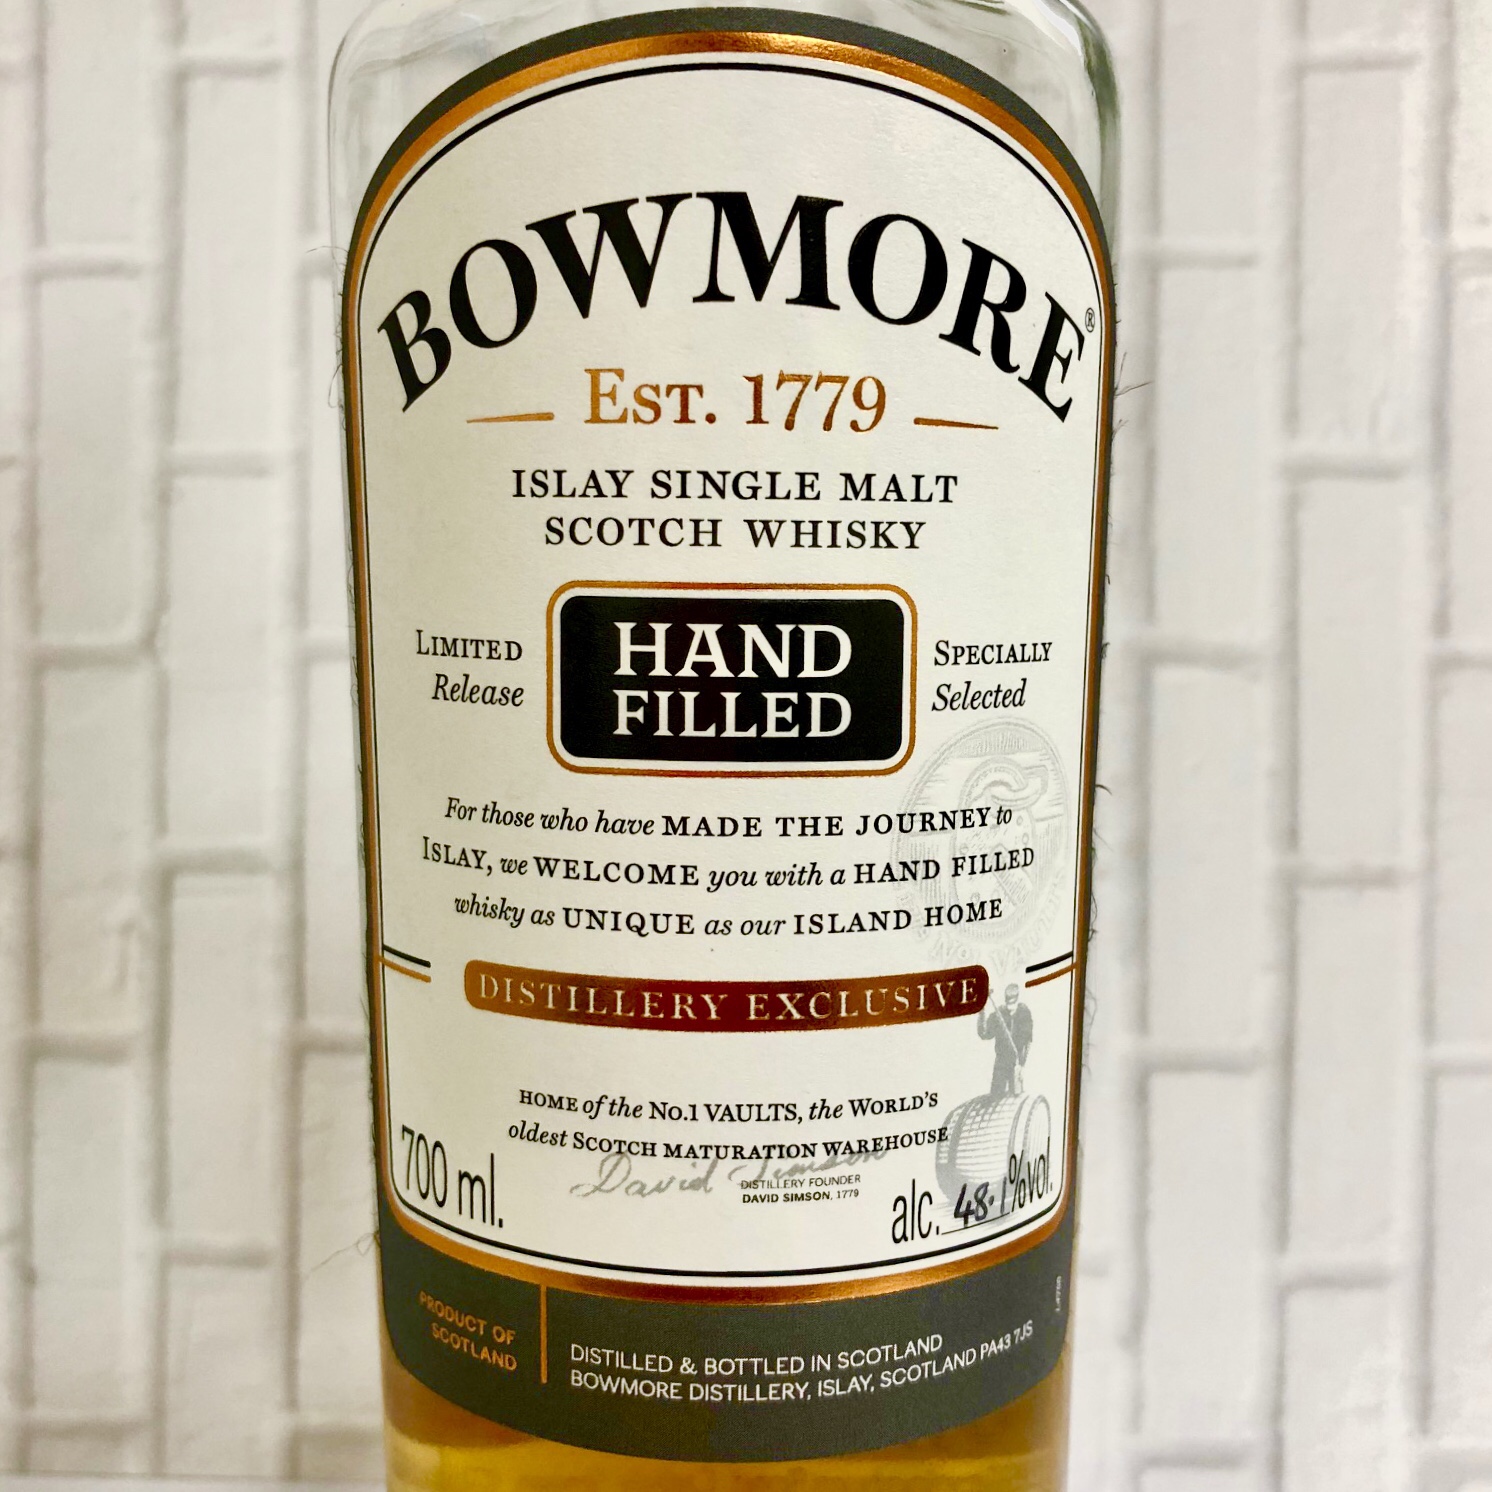 BOWMORE®
EST. 1779
ISLAY SINGLE MALT
SCOTCH WHISKY
LIMITED
Release
HAND
FILLED
SPECIALLY
Selected
For those who have MADE THE JOURNEY to
ISLAY, we WELCOME you with a HAND FILLED
whisky as UNIQUE as our ISLAND HOME
DISTILLERY EXCLUSIVE
HOME of the No.1 VAULTS, the WORLD'S
oldest SCOTCH MATURATION WAREHOUSE
David Simson
DISTILLERY FOUNDER
DAVID SIMSON, 1779
700 ml.
alc. 48.1%vol.
PRODUCT OF
SCOTLAND
DISTILLED & BOTTLED IN SCOTLAND
BOWMORE DISTILLERY, ISLAY, SCOTLAND PA43 7JS